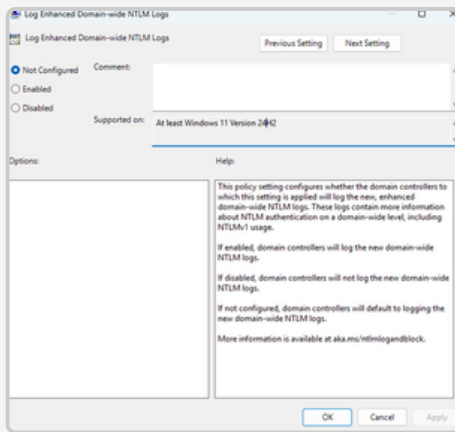 Log Enhanced Domain-wide NTLM Logs
Log Enhanced Domain-wide NTLM Logs
Previous Setting
Next Setting
Not Configured
Comment:
Enabled
Disabled
Supported on:
At least Windows 11 Version 24H2
Options:
Help:
This policy setting configures whether the domain controllers to
which this setting is applied will log the new, enhanced
domain-wide NTLM logs. These logs contain more information
about NTLM authentication on a domain-wide level, including
NTLMv1 usage.
If enabled, domain controllers will log the new domain-wide
NTLM logs.
If disabled, domain controllers will not log the new domain-wide
NTLM logs.
If not configured, domain controllers will default to logging the
new domain-wide NTLM logs.
More information is available at aka.ms/ntlmlogandblock.
OK
Cancel
Apply